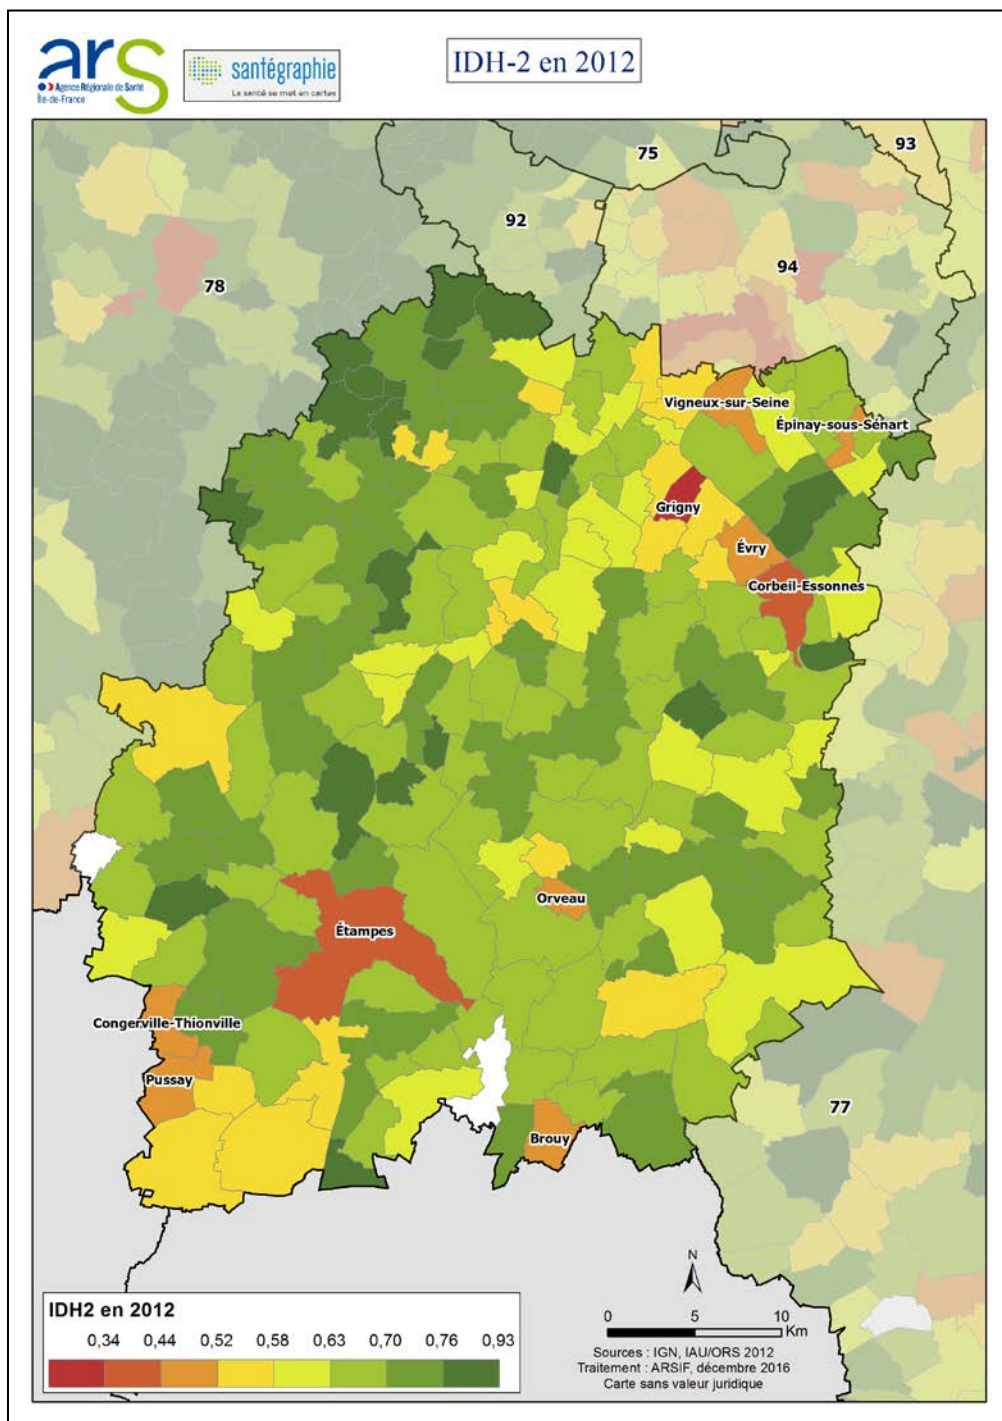 ars
Agence Régionale de Santé
Île-de-France
santégraphie
La santé se met en cartes
IDH-2 en 2012
75
93
92
94
78
Vigneux-sur-Seine
Épinay-sous-Sénart
Grigny
Évry
Corbeil-Essonnes
Orveau
Étampes
Congerville-Thionville
Pussay
77
Brouy
N
IDH2 en 2012
0,34 0,44 0,52 0,58 0,63 0,70 0,76 0,93
0 5 10
Km
Sources : IGN, IAU/ORS 2012
Traitement : ARSIF, décembre 2016
Carte sans valeur juridique